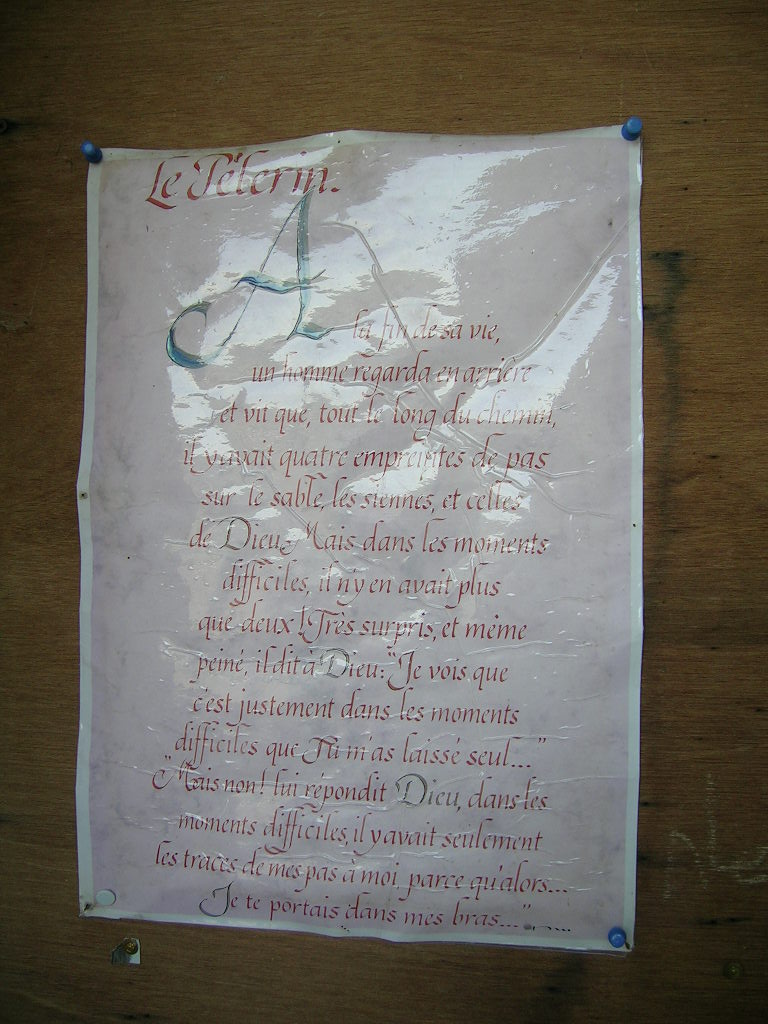 Le Pélerin.
A la fin de sa vie,
un homme regarda en arrière
et vit que, tout le long du chemin,
il y avait quatre empreintes de pas
sur le sable, les siennes, et celles
de Dieu. Mais dans les moments
difficiles, il n'y en avait plus
que deux! Très surpris, et même
peiné, il dit à Dieu: "Je vois que
c'est justement dans les moments
difficiles que Tu m'as laissé seul..."
"Mais non! lui répondit Dieu, dans les
moments difficiles, il y avait seulement
les traces de mes pas à moi, parce qu'alors...
Je te portais dans mes bras..."